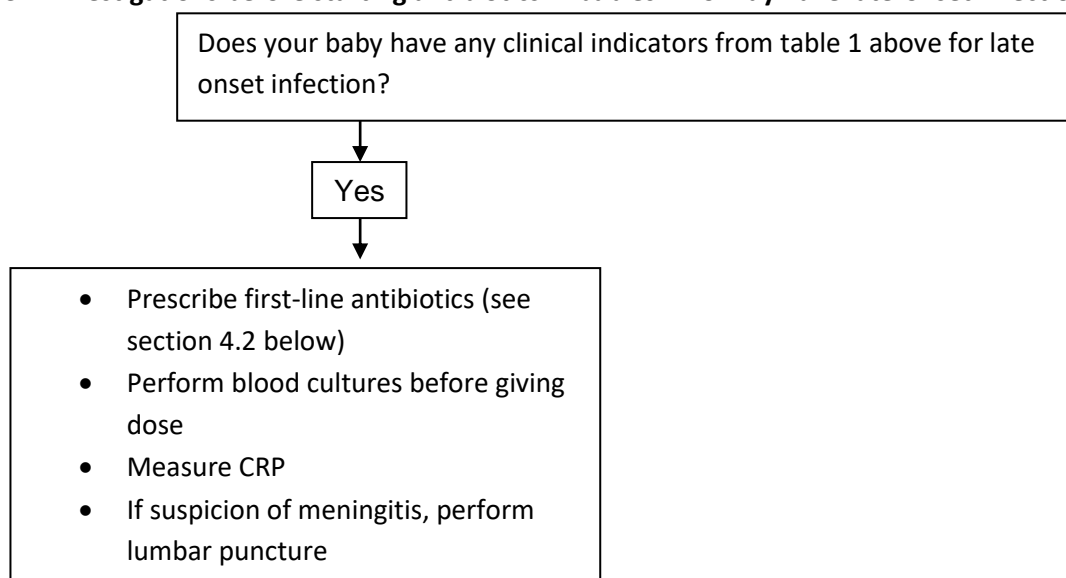 Does your baby have any clinical indicators from table 1 above for late
onset infection?
Yes
• Prescribe first-line antibiotics (see
section 4.2 below)
• Perform blood cultures before giving
dose
• Measure CRP
• If suspicion of meningitis, perform
lumbar puncture